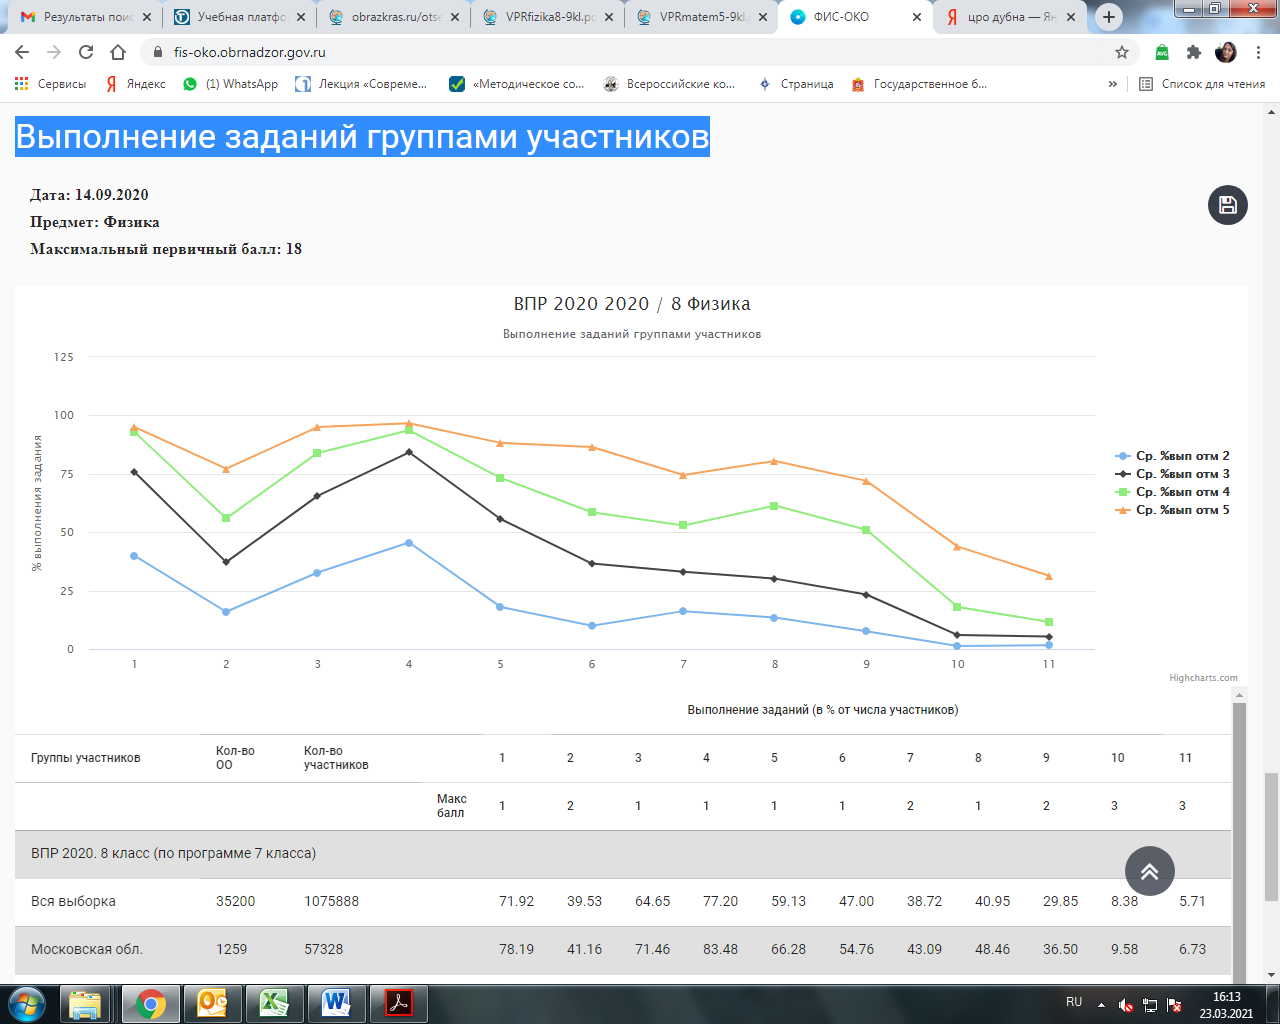 Результаты поис
Учебная платфо
obrazkras.ru/otse
VPRfizika8-9kl.pd
VPRmatem5-9kl.p
ФИС-ОКО
цро дубна — Ян
fis-oko.obrnadzor.gov.ru
Сервисы
Яндекс
(1) WhatsApp
Лекция «Совреме...
«Методическое со...
Всероссийские ко...
Страница
Государственное б...
»
Список для чтения
Выполнение заданий группами участников
Дата: 14.09.2020
Предмет: Физика
Максимальный первичный балл: 18
ВПР 2020 2020 / 8 Физика
Выполнение заданий группами участников
125
100
75
50
25
0
% выполнения задания
1 2 3 4 5 6 7 8 9 10 11
Ср. %вып отм 2
Ср. %вып отм 3
Ср. %вып отм 4
Ср. %вып отм 5
Highcharts.com
Выполнение заданий (в % от числа участников)
Группы участников Кол-во ОО Кол-во участников 1 2 3 4 5 6 7 8 9 10 11
Макс балл 1 2 1 1 1 1 2 1 2 3 3
ВПР 2020. 8 класс (по программе 7 класса)
Вся выборка 35200 1075888 71.92 39.53 64.65 77.20 59.13 47.00 38.72 40.95 29.85 8.38 5.71
Московская обл. 1259 57328 78.19 41.16 71.46 83.48 66.28 54.76 43.09 48.46 36.50 9.58 6.73
RU
16:13
23.03.2021